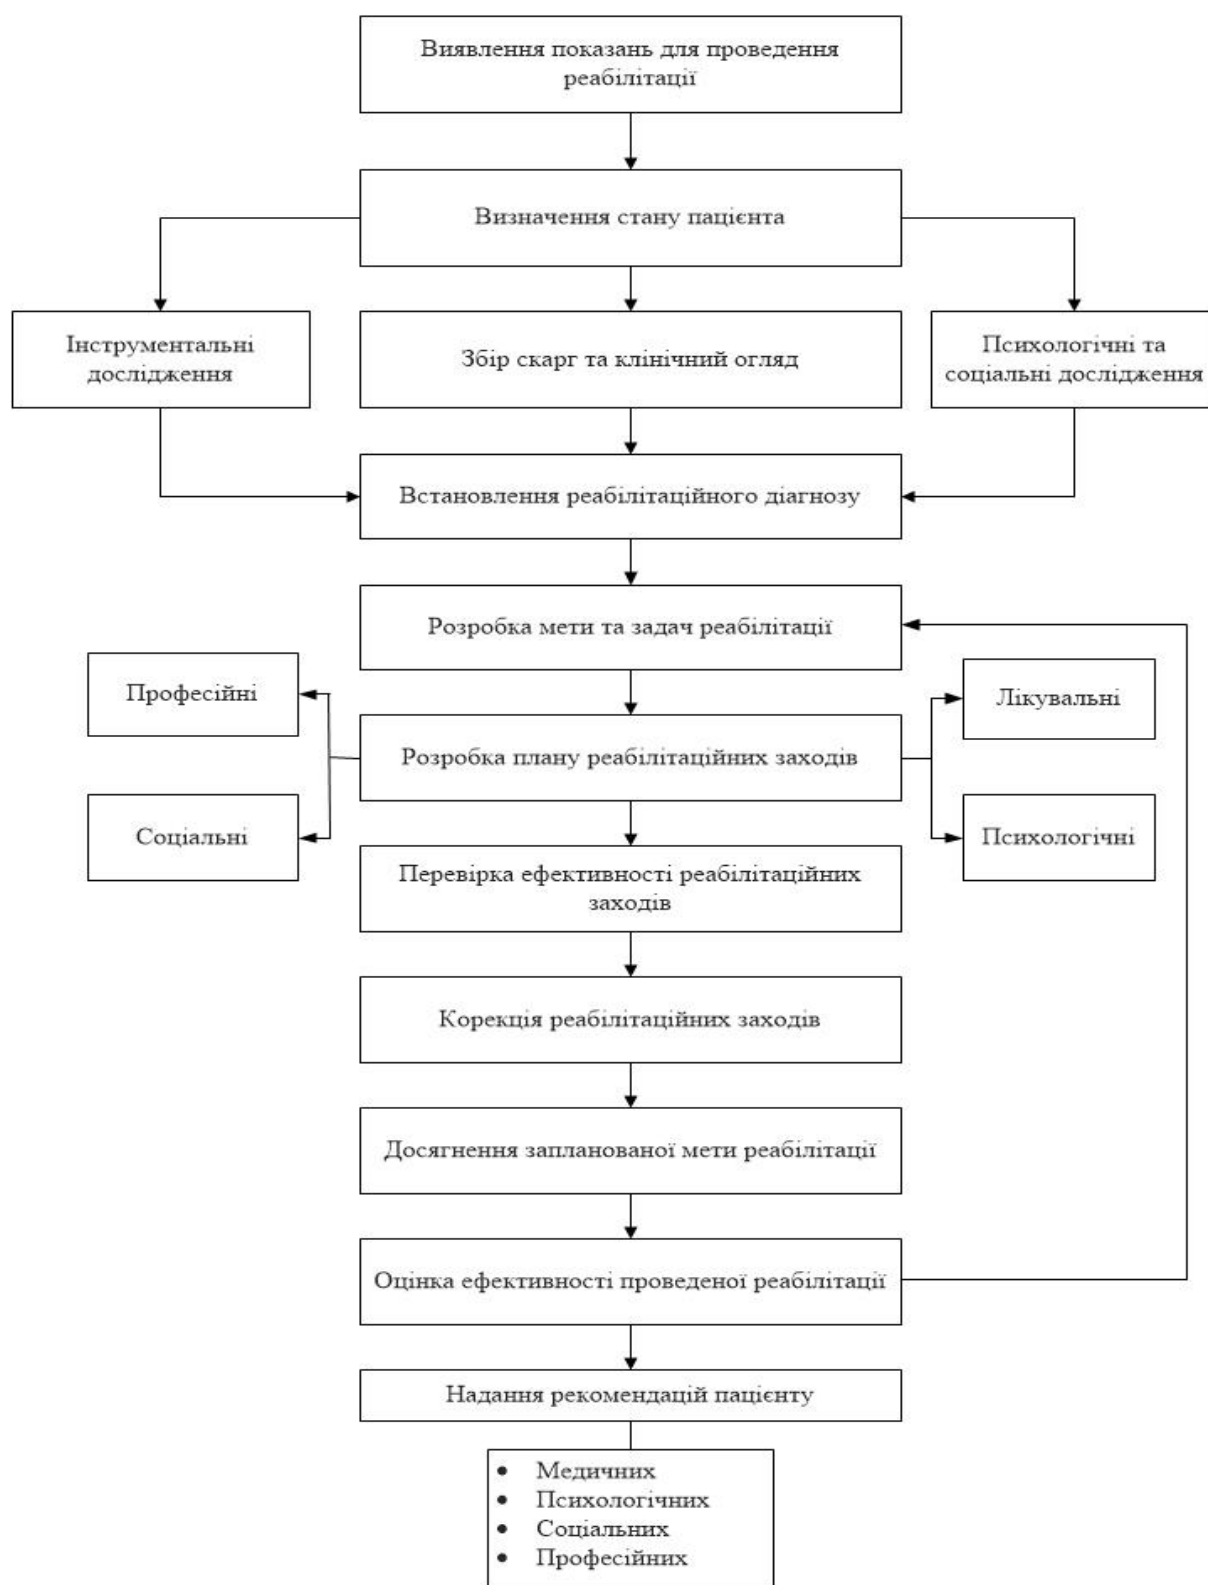 Виявлення показань для проведення
реабілітації
Визначення стану пацієнта
Інструментальні
дослідження
Збір скарг та клінічний огляд
Психологічні та
соціальні дослідження
Встановлення реабілітаційного діагнозу
Розробка мети та задач реабілітації
Професійні
Лікувальні
Розробка плану реабілітаційних заходів
Соціальні
Психологічні
Перевірка ефективності реабілітаційних
заходів
Корекція реабілітаційних заходів
Досягнення запланованої мети реабілітації
Оцінка ефективності проведеної реабілітації
Надання рекомендацій пацієнту
• Медичних
• Психологічних
• Соціальних
• Професійних